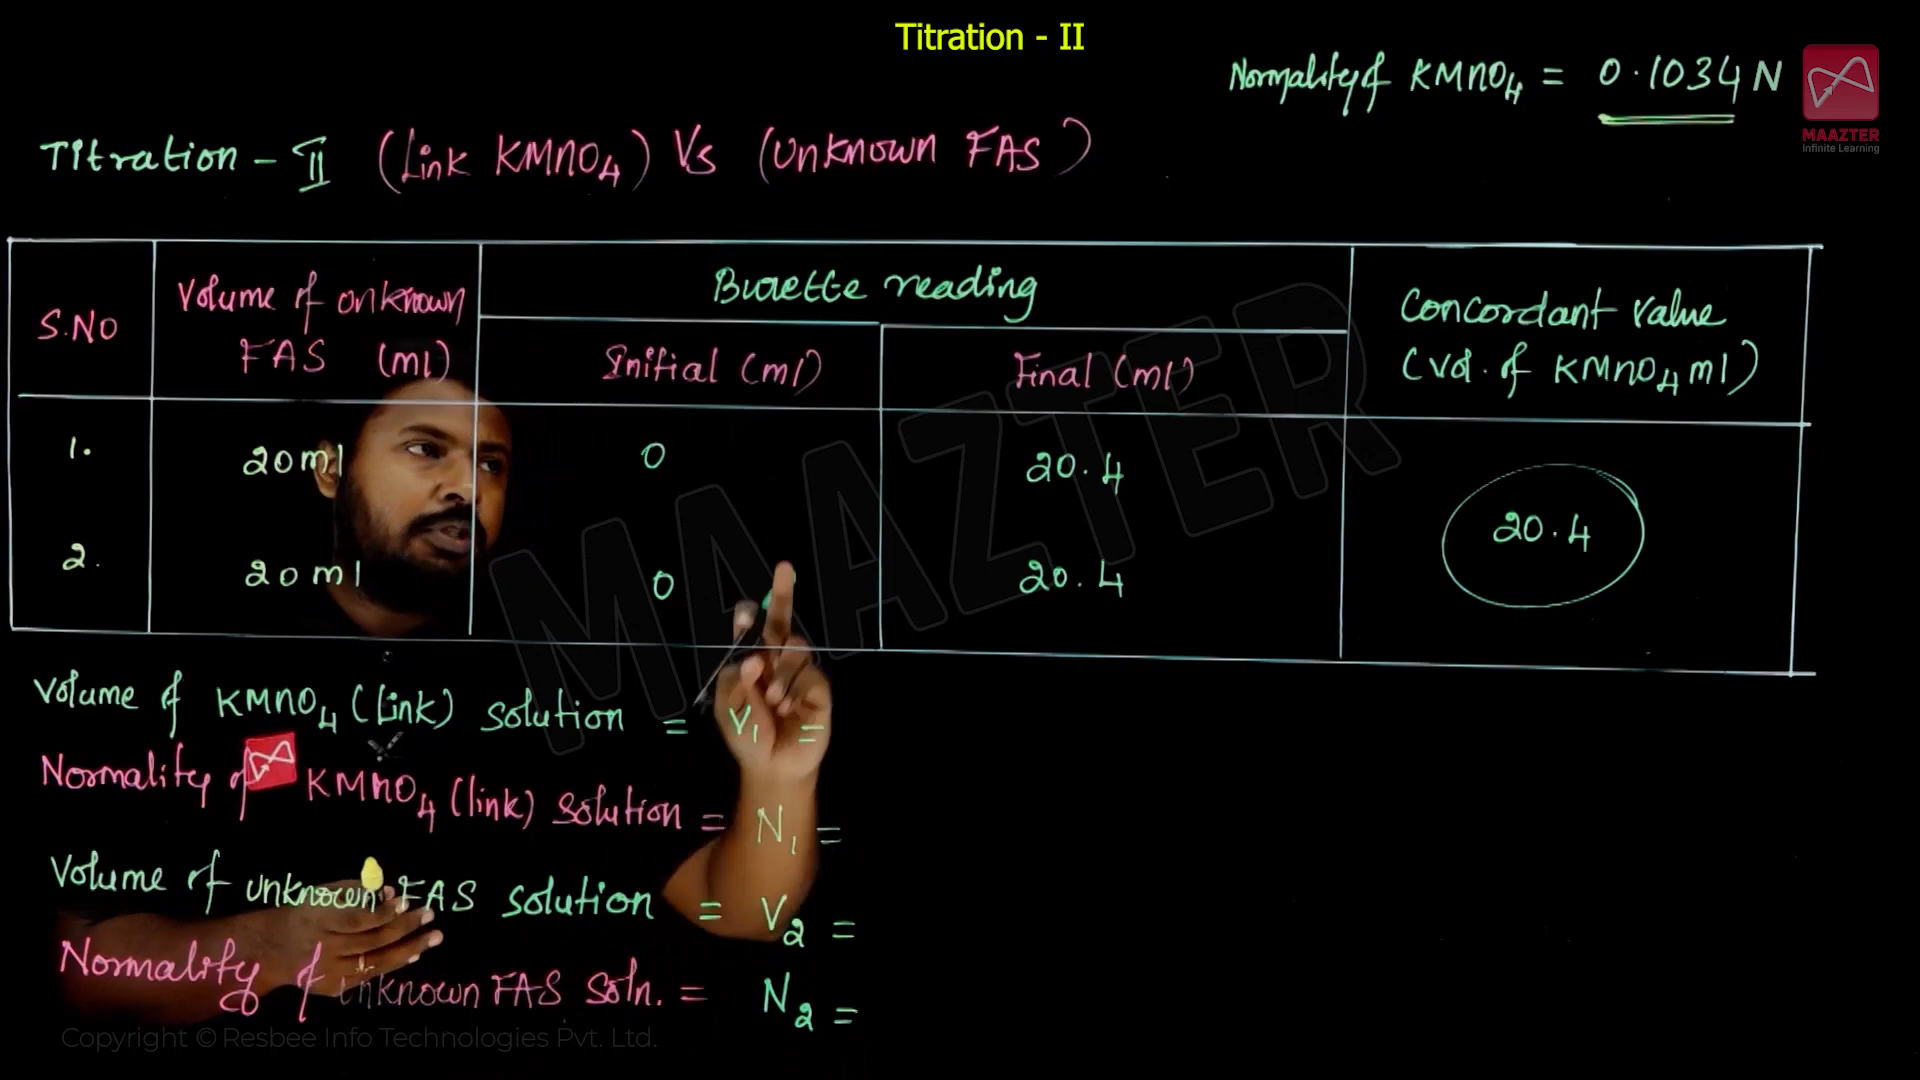 Titration - II
Normality of KMnO4 = 0.1034 N
MAAZTER
Infinite Learning
Titration - II (Link KMnO4) Vs (Unknown FAS)
S.NO
Volume of unknown
FAS (ml)
Burette reading
Initial (ml)
Final (ml)
Concordant value
(Vol. of KMnO4 ml)
1. 20ml 0 20.4
20.4
2. 20ml 0 20.4
MAAZTER
Volume of KMnO4 (Link) solution = V1 =
Normality of KMnO4 (link) solution = N1 =
Volume of unknown FAS solution = V2 =
Normality of unknown FAS soln. = N2 =
Copyright © Resbee Info Technologies Pvt. Ltd.